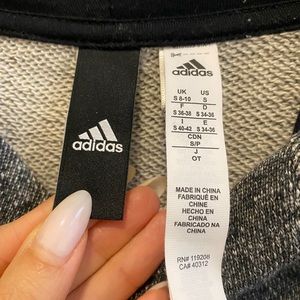 adidas
adidas
UK US
S 8-10 S
F D
S 36-38 S 34-36
I E
S 40-42 S 34-36
CDN
S/P
J
OT
MADE IN CHINA
FABRIQUÉ EN
CHINE
HECHO EN
CHINA
FABRICADO NA
CHINA
RN# 119208
CA# 40312